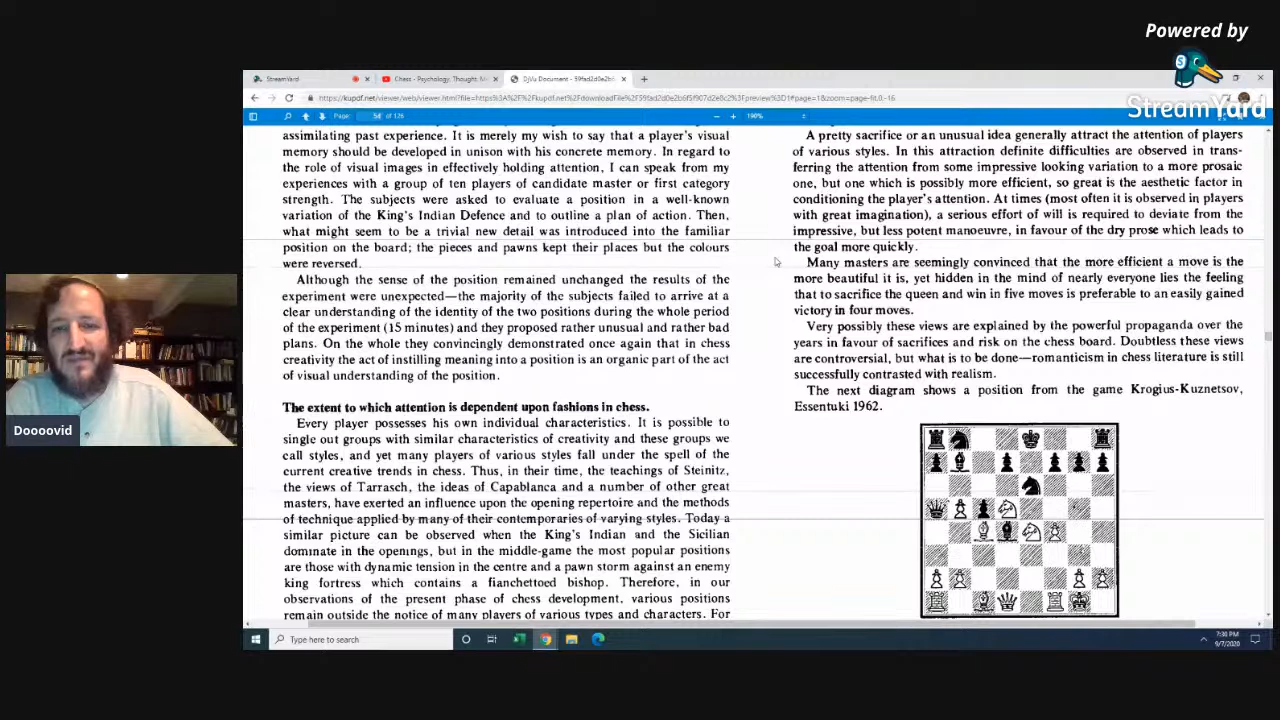 Powered by
StreamYard
StreamYard
Chess - Psychology, Thought, M
DjVu Document - 59fad2d0e2b
Page:
54 of 126
190%
assimilating past experience. It is merely my wish to say that a player's visual
memory should be developed in unison with his concrete memory. In regard to
the role of visual images in effectively holding attention, I can speak from my
experiences with a group of ten players of candidate master or first category
strength. The subjects were asked to evaluate a position in a well-known
variation of the King's Indian Defence and to outline a plan of action. Then,
what might seem to be a trivial new detail was introduced into the familiar
position on the board; the pieces and pawns kept their places but the colours
were reversed.
Although the sense of the position remained unchanged the results of the
experiment were unexpected—the majority of the subjects failed to arrive at a
clear understanding of the identity of the two positions during the whole period
of the experiment (15 minutes) and they proposed rather unusual and rather bad
plans. On the whole they convincingly demonstrated once again that in chess
creativity the act of instilling meaning into a position is an organic part of the act
of visual understanding of the position.
The extent to which attention is dependent upon fashions in chess.
Every player possesses his own individual characteristics. It is possible to
single out groups with similar characteristics of creativity and these groups we
call styles, and yet many players of various styles fall under the spell of the
current creative trends in chess. Thus, in their time, the teachings of Steinitz,
the views of Tarrasch, the ideas of Capablanca and a number of other great
masters, have exerted an influence upon the opening repertoire and the methods
of technique applied by many of their contemporaries of varying styles. Today a
similar picture can be observed when the King's Indian and the Sicilian
dominate in the openings, but in the middle-game the most popular positions
are those with dynamic tension in the centre and a pawn storm against an enemy
king fortress which contains a fianchettoed bishop. Therefore, in our
observations of the present phase of chess development, various positions
remain outside the notice of many players of various types and characters. For
A pretty sacrifice or an unusual idea generally attract the attention of players
of various styles. In this attraction definite difficulties are observed in trans-
ferring the attention from some impressive looking variation to a more prosaic
one, but one which is possibly more efficient, so great is the aesthetic factor in
conditioning the player's attention. At times (most often it is observed in players
with great imagination), a serious effort of will is required to deviate from the
impressive, but less potent manoeuvre, in favour of the dry prose which leads to
the goal more quickly.
Many masters are seemingly convinced that the more efficient a move is the
more beautiful it is, yet hidden in the mind of nearly everyone lies the feeling
that to sacrifice the queen and win in five moves is preferable to an easily gained
victory in four moves.
Very possibly these views are explained by the powerful propaganda over the
years in favour of sacrifices and risk on the chess board. Doubtless these views
are controversial, but what is to be done—romanticism in chess literature is still
successfully contrasted with realism.
The next diagram shows a position from the game Krogius-Kuznetsov,
Essentuki 1962.
Doooovid
Type here to search
7:30 PM
9/7/2020